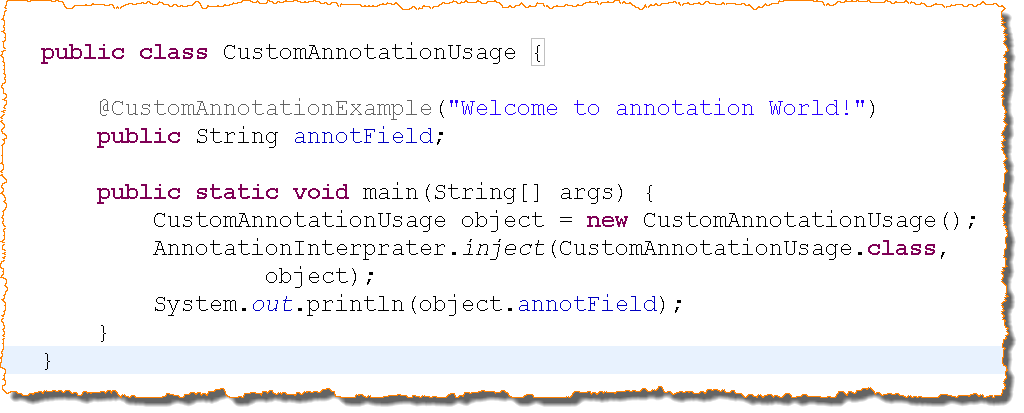 public class CustomAnnotationUsage {
@CustomAnnotationExample("Welcome to annotation World!")
public String annotField;
public static void main(String[] args) {
CustomAnnotationUsage object = new CustomAnnotationUsage();
AnnotationInterprater.inject(CustomAnnotationUsage.class,
object);
System.out.println(object.annotField);
}
}